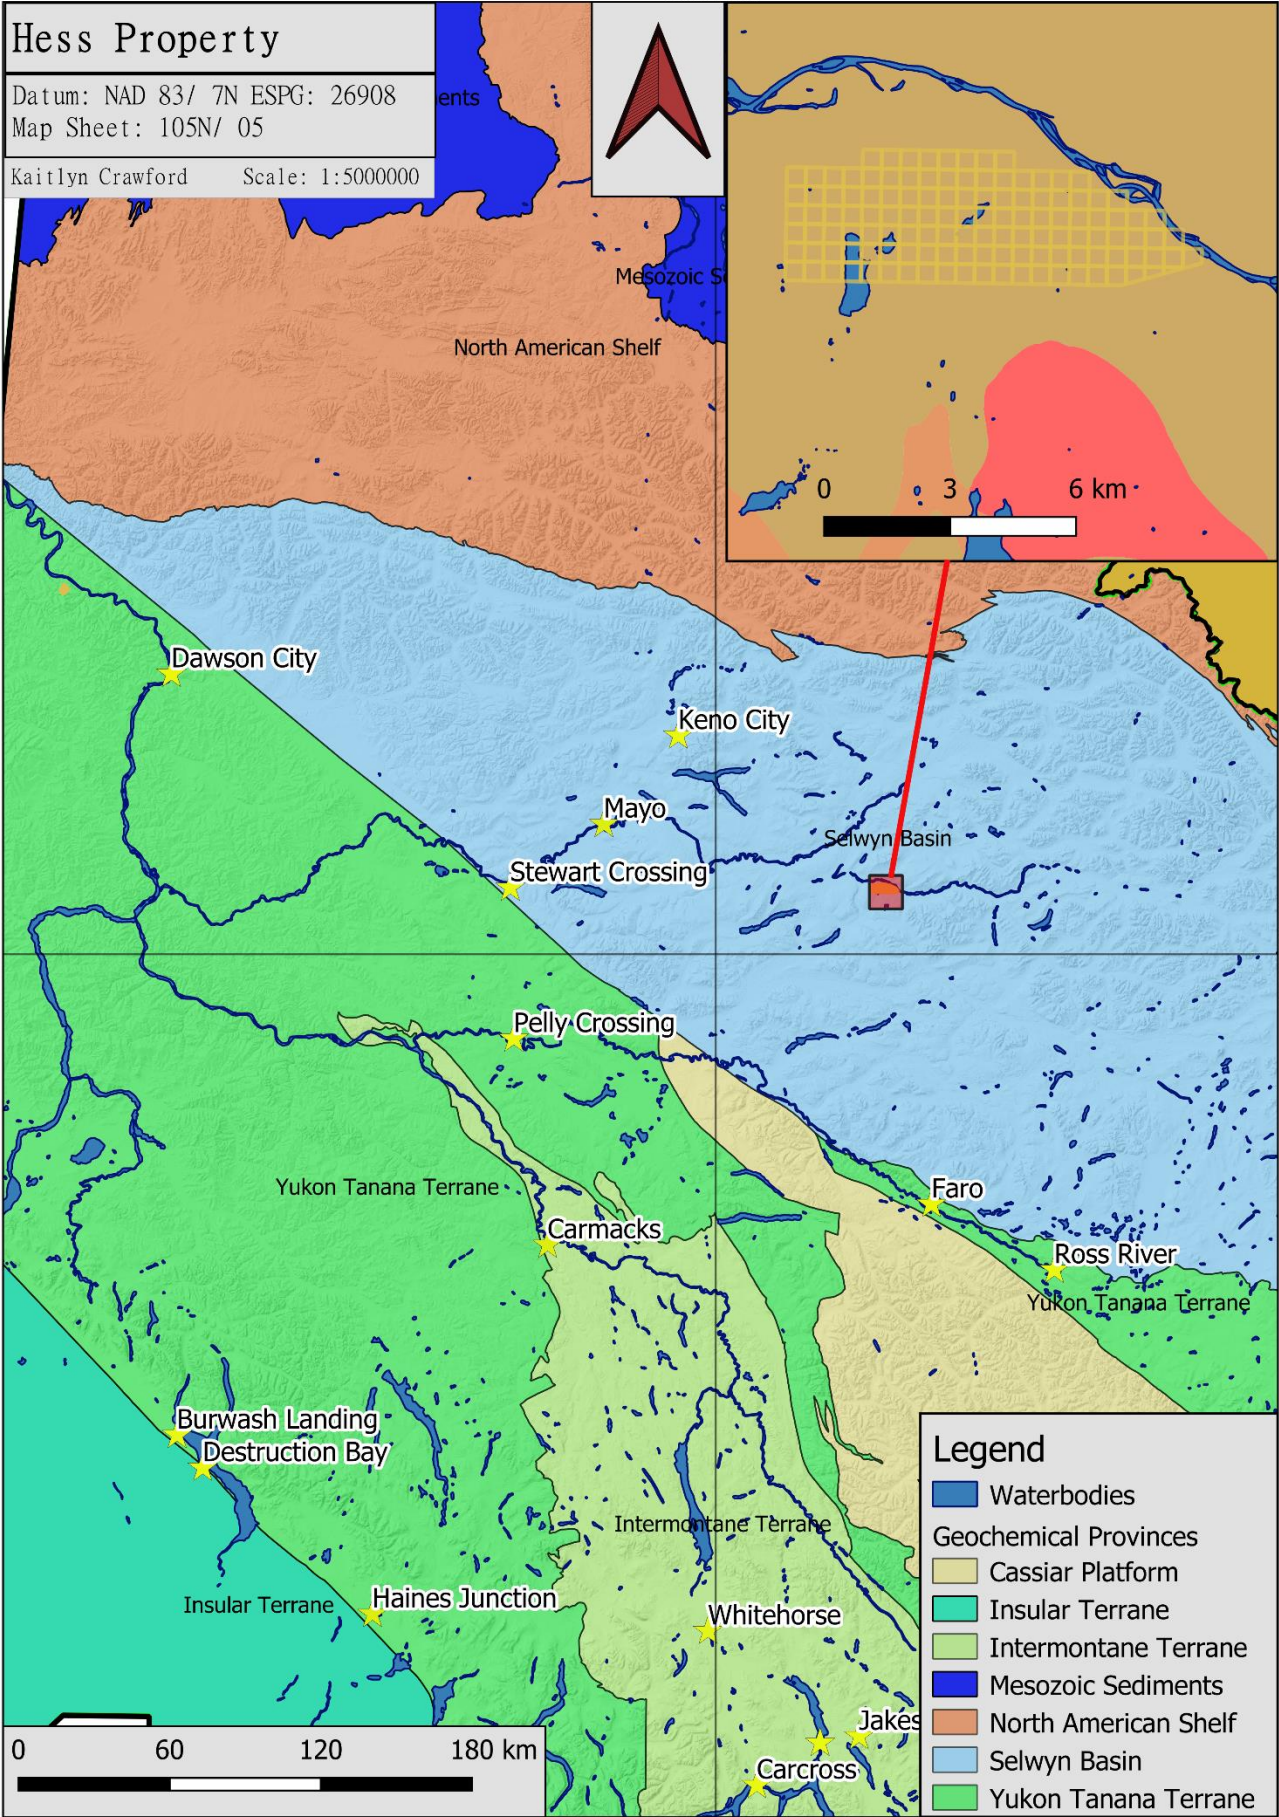 Hess Property
Datum: NAD 83/ 7N ESPG: 26908
Map Sheet: 105N/ 05
Kaitlyn Crawford Scale: 1:5000000
ents
Mesozoic S
North American Shelf
0 3 6 km
Dawson City
Keno City
Mayo
Selwyn Basin
Stewart Crossing
Pelly Crossing
Yukon Tanana Terrane
Faro
Carmacks
Ross River
Yukon Tanana Terrane
Burwash Landing
Destruction Bay
Intermontane Terrane
Insular Terrane
Haines Junction
Whitehorse
Jakes
Carcross
0 60 120 180 km
Legend
Waterbodies
Geochemical Provinces
Cassiar Platform
Insular Terrane
Intermontane Terrane
Mesozoic Sediments
North American Shelf
Selwyn Basin
Yukon Tanana Terrane